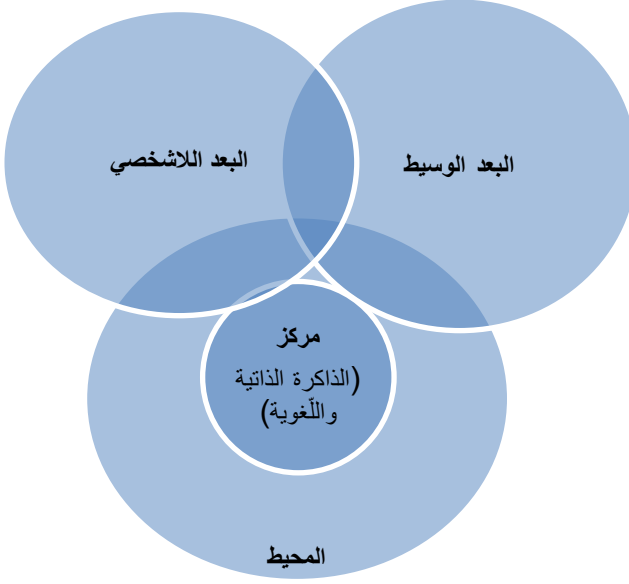 البعد الوسيط
البعد اللاشخصي
مركز
(الذاكرة الذاتية
واللّغوية)
المحيط